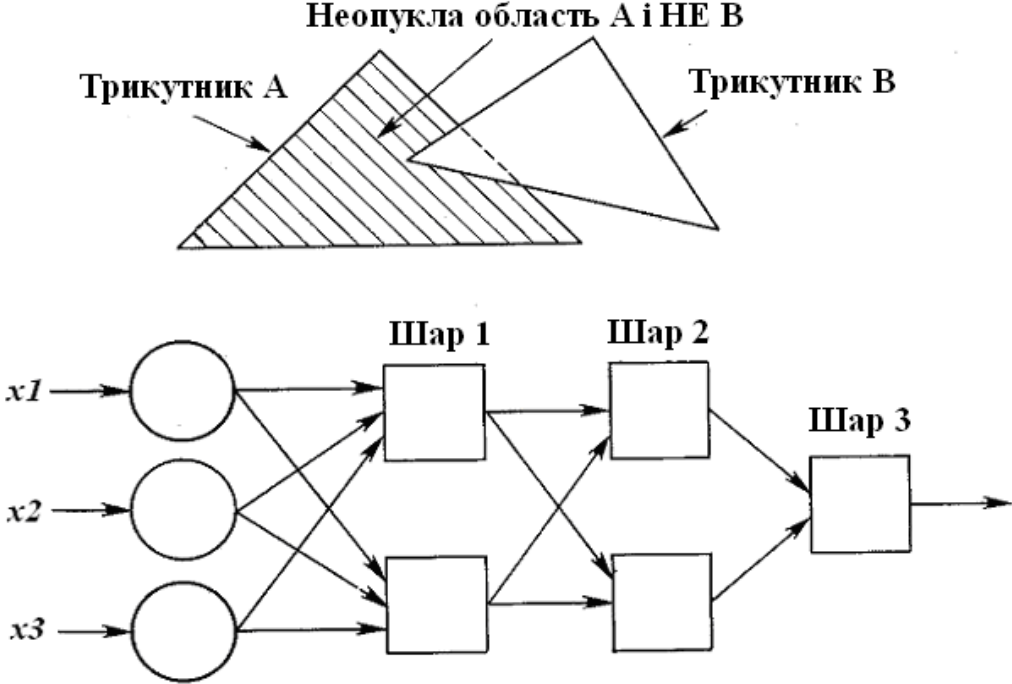 Неопукла область А і НЕ В
Трикутник А
Трикутник В
Шар 1
Шар 2
Шар 3
x1
x2
x3